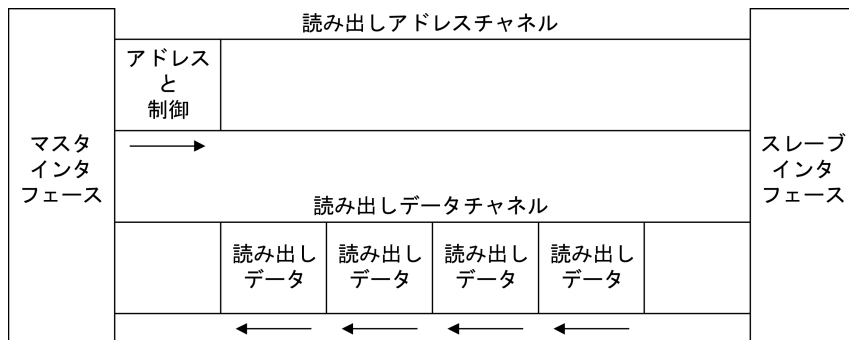 読み出しアドレスチャネル
アドレス
と
制御
マスタ
インタ
フェース
スレーブ
インタ
フェース
読み出しデータチャネル
読み出し
データ
読み出し
データ
読み出し
データ
読み出し
データ